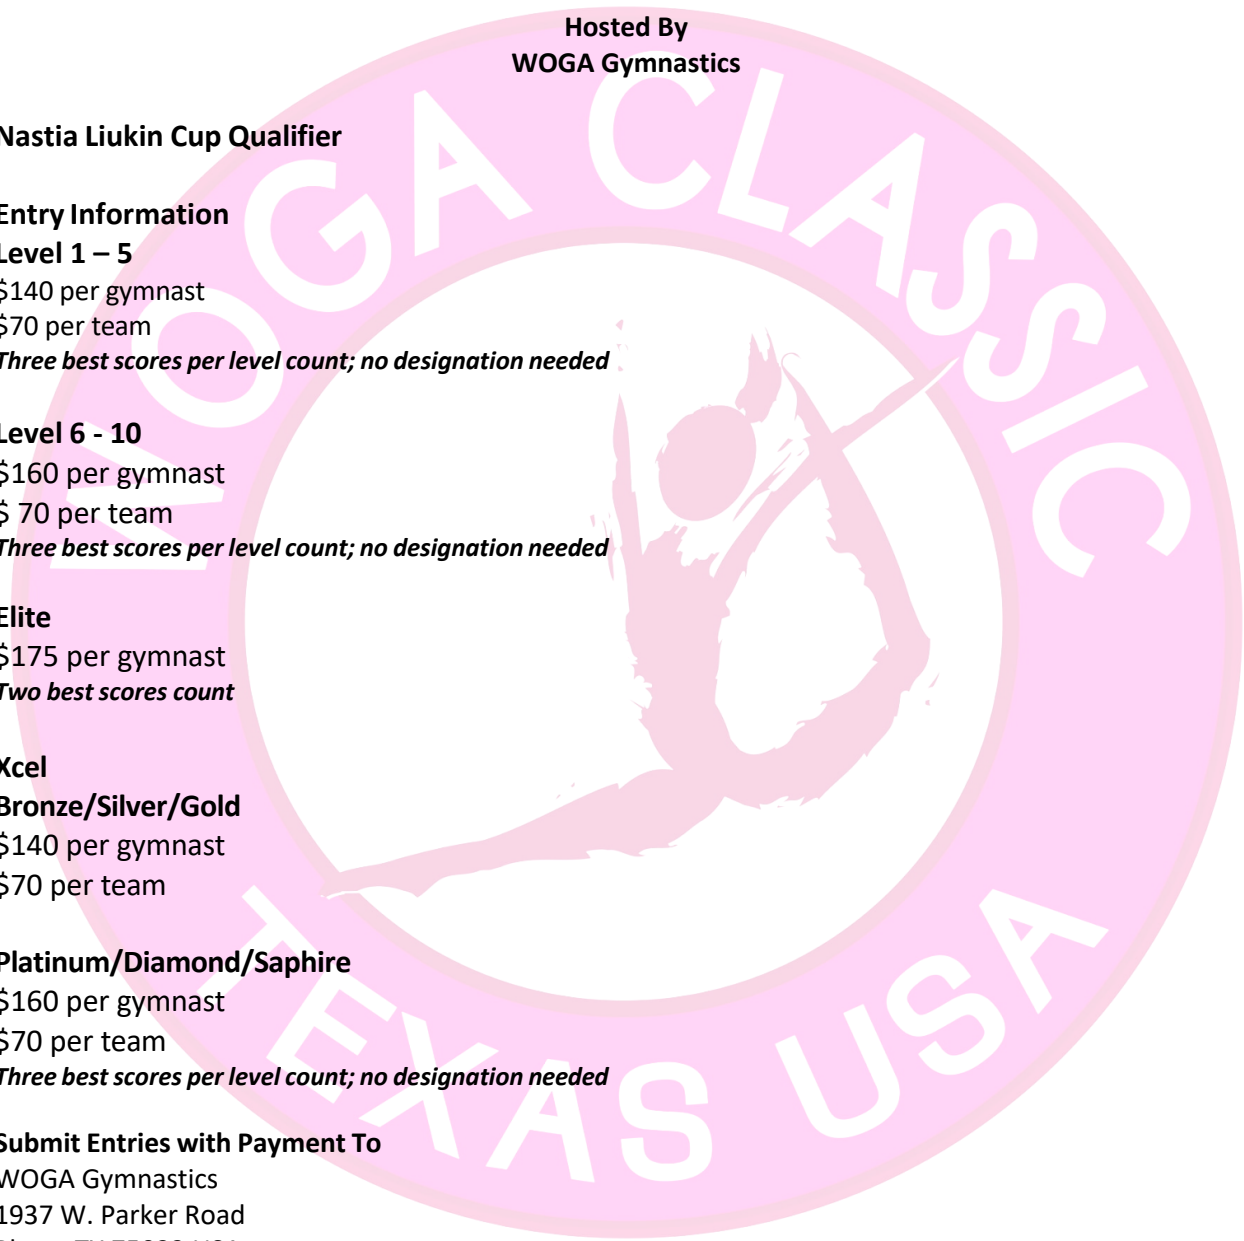 Hosted By
WOGA Gymnastics
Nastia Liukin Cup Qualifier
Entry Information
Level 1 – 5
$140 per gymnast
$70 per team
Three best scores per level count; no designation needed
Level 6 - 10
$160 per gymnast
$ 70 per team
Three best scores per level count; no designation needed
Elite
$175 per gymnast
Two best scores count
Xcel
Bronze/Silver/Gold
$140 per gymnast
$70 per team
Platinum/Diamond/Saphire
$160 per gymnast
$70 per team
Three best scores per level count; no designation needed
Submit Entries with Payment To
WOGA Gymnastics
1937 W. Parker Road
WOGA CLASSIC
TEXAS USA